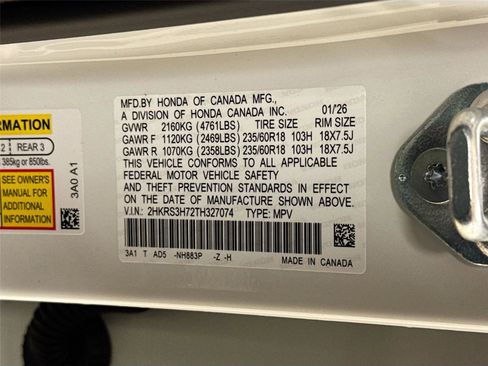 MFD.BY HONDA OF CANADA MFG.,
A DIVISION OF HONDA CANADA INC. 01/26
GVWR 2160KG (4761LBS) TIRE SIZE RIM SIZE
GAWR F 1120KG (2469LBS) 235/60R18 103H 18X7.5J
GAWR R 1070KG (2358LBS) 235/60R18 103H 18X7.5J
THIS VEHICLE CONFORMS TO ALL APPLICABLE
FEDERAL MOTOR VEHICLE SAFETY
AND THEFT PREVENTION STANDARDS IN EFFECT
ON THE DATE OF MANUFACTURE SHOWN ABOVE.
V.I.N.: 2HKRS3H72TH327074 TYPE: MPV
3A1 T AD5 -NH883P -Z -H
MADE IN CANADA
ORMATION
2 REAR 3
385kg or 850lbs.
SEE OWNER'S
MANUAL FOR
ADDITIONAL
INFORMATION
3A0 A1